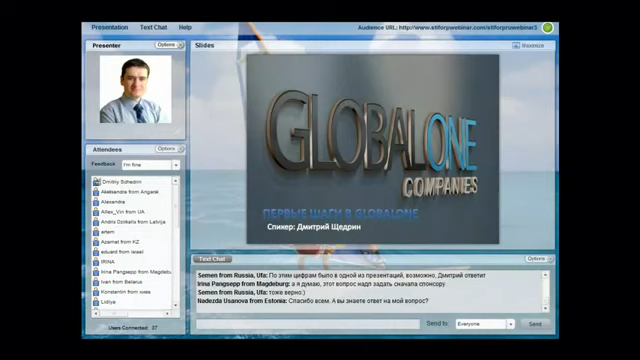 Presentation Text Chat Help
Audience URL: http://www.allforpswebinar.com/allforpruwebinar3
Presenter Options
Slides Maximize
GLOBALONE
COMPANIES
ПЕРВЫЕ ШАГИ В GLOBALONE
Спикер: Дмитрий Щедрин
Attendees Options
Feedback I'm fine
Dmitriy Schedrin
Aleksandra from Angarsk
Alexandra
Allex_Vin from UA
Andris Dzirkalis from Latvija
artem
Azamat from KZ
eduard from Israel
IRINA
Irina Pangsepp from Magdeburg
Ivan from Belarus
Konstantin from
Lidiya
Users Connected: 37
Text Chat Options
Semen from Russia, Ufa: По этим цифрам было в одной из презентаций, возможно, Дмитрий ответит
Irina Pangsepp from Magdeburg: а я думаю, этот вопрос надо задать сначала спонсору
Semen from Russia, Ufa: тоже верно:)
Nadezda Usanova from Estonia: Спасибо всем. А вы знаете ответ на мой вопрос?
Send to: Everyone Send